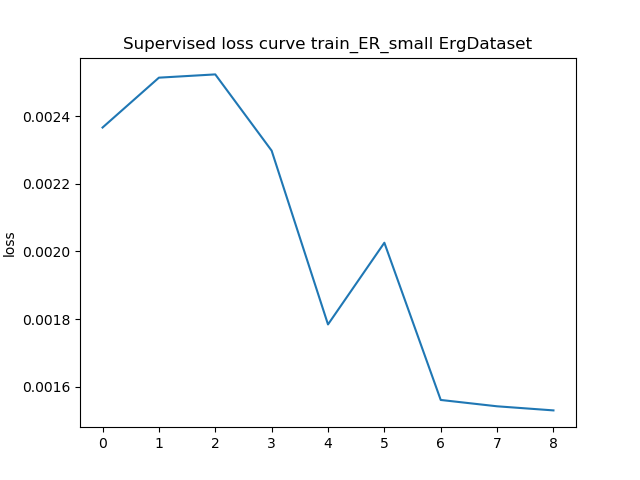 Supervised loss curve train_ER_small ErgDataset
0.0024
0.0022
0.0020
0.0018
0.0016
loss
0 1 2 3 4 5 6 7 8